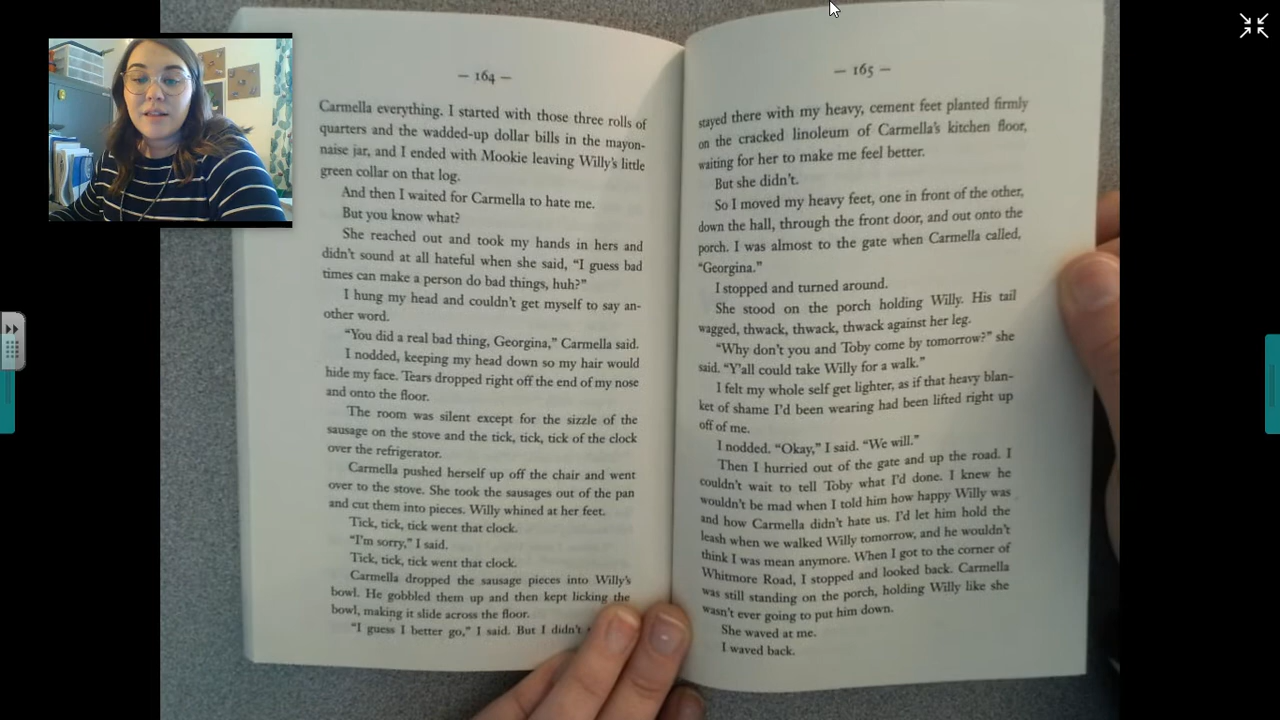 — 164 —
Carmella everything. I started with those three rolls of
quarters and the wadded-up dollar bills in the mayon-
naise jar, and I ended with Mookie leaving Willy's little
green collar on that log.
And then I waited for Carmella to hate me.
But you know what?
She reached out and took my hands in hers and
didn't sound at all hateful when she said, “I guess bad
times can make a person do bad things, huh?”
I hung my head and couldn't get myself to say an-
other word.
“You did a real bad thing, Georgina,” Carmella said.
I nodded, keeping my head down so my hair would
hide my face. Tears dropped right off the end of my nose
and onto the floor.
The room was silent except for the sizzle of the
sausage on the stove and the tick, tick, tick of the clock
over the refrigerator.
Carmella pushed herself up off the chair and went
over to the stove. She took the sausages out of the pan
and cut them into pieces. Willy whined at her feet.
Tick, tick, tick went that clock.
“I'm sorry,” I said.
Tick, tick, tick went that clock.
Carmella dropped the sausage pieces into Willy's
bowl. He gobbled them up and then kept licking the
bowl, making it slide across the floor.
“I guess I better go,” I said. But I didn't
— 165 —
stayed there with my heavy, cement feet planted firmly
on the cracked linoleum of Carmella's kitchen floor,
waiting for her to make me feel better.
But she didn't.
So I moved my heavy feet, one in front of the other,
down the hall, through the front door, and out onto the
porch. I was almost to the gate when Carmella called,
“Georgina.”
I stopped and turned around.
She stood on the porch holding Willy. His tail
wagged, thwack, thwack, thwack against her leg.
“Why don't you and Toby come by tomorrow?” she
said. “Y'all could take Willy for a walk.”
I felt my whole self get lighter, as if that heavy blan-
ket of shame I'd been wearing had been lifted right up
off of me.
I nodded. “Okay,” I said. “We will.”
Then I hurried out of the gate and up the road. I
couldn't wait to tell Toby what I'd done. I knew he
wouldn't be mad when I told him how happy Willy was
and how Carmella didn't hate us. I'd let him hold the
leash when we walked Willy tomorrow, and he wouldn't
think I was mean anymore. When I got to the corner of
Whitmore Road, I stopped and looked back. Carmella
was still standing on the porch, holding Willy like she
wasn't ever going to put him down.
She waved at me.
I waved back.